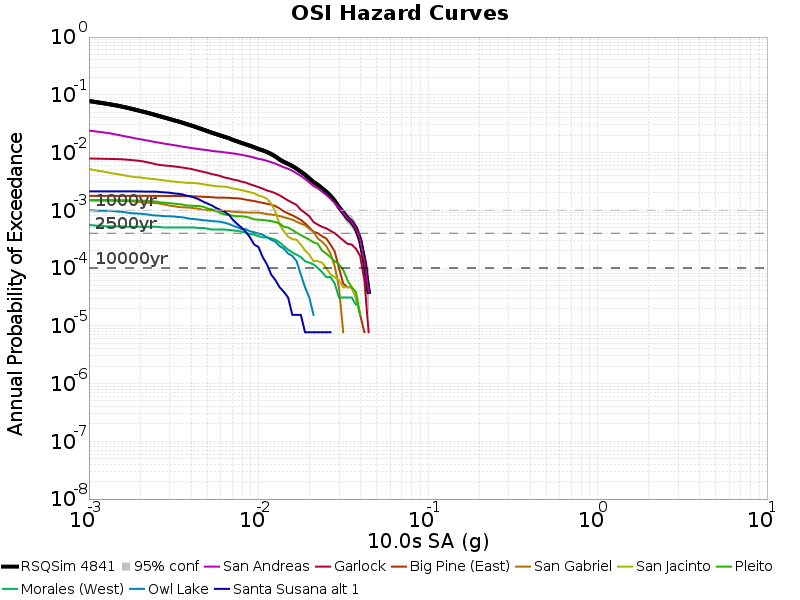 OSI Hazard Curves
Annual Probability of Exceedance
10^0
10^-1
10^-2
10^-3
10^-4
10^-5
10^-6
10^-7
10^-8
1000yr
2500yr
10000yr
10^-3 10^-2 10^-1 10^0 10^1
10.0s SA (g)
RSQSim 4841 95% conf San Andreas Garlock Big Pine (East) San Gabriel San Jacinto Pleito
Morales (West) Owl Lake Santa Susana alt 1